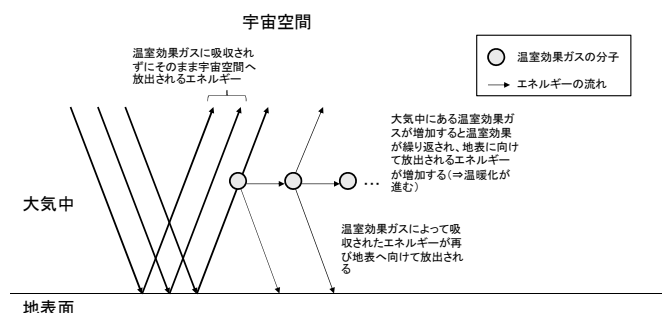 宇宙空間
温室効果ガスに吸収され
ずにそのまま宇宙空間へ
放出されるエネルギー
温室効果ガスの分子
エネルギーの流れ
大気中にある温室効果ガ
スが増加すると温室効果
が繰り返され、地表に向け
て放出されるエネルギー
が増加する(⇒温暖化が
進む)
…
大気中
温室効果ガスによって吸
収されたエネルギーが再
び地表へ向けて放出され
る
地表面